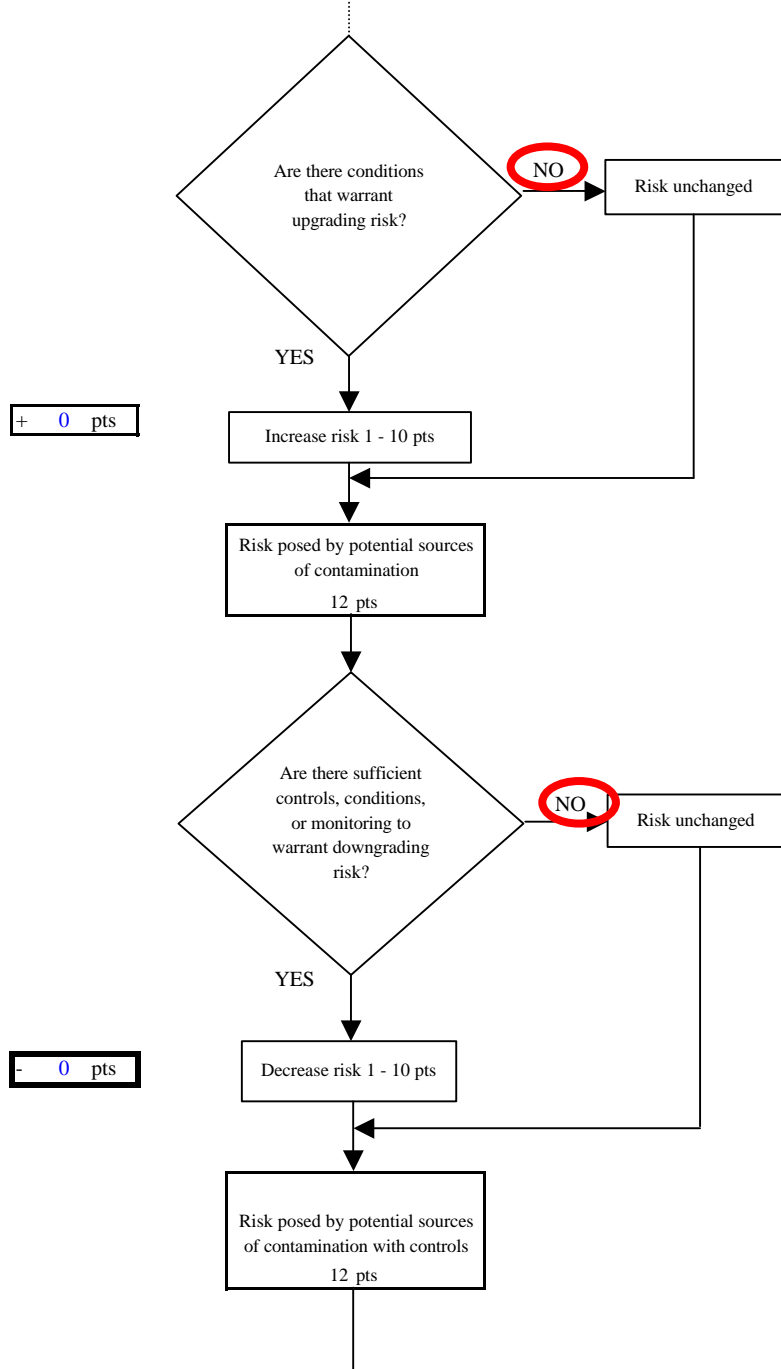 Are there conditions
that warrant
upgrading risk?
NO
Risk unchanged
YES
+ 0 pts
Increase risk 1 - 10 pts
Risk posed by potential sources
of contamination
12 pts
Are there sufficient
controls, conditions,
or monitoring to
warrant downgrading
risk?
NO
Risk unchanged
YES
- 0 pts
Decrease risk 1 - 10 pts
Risk posed by potential sources
of contamination with controls
12 pts